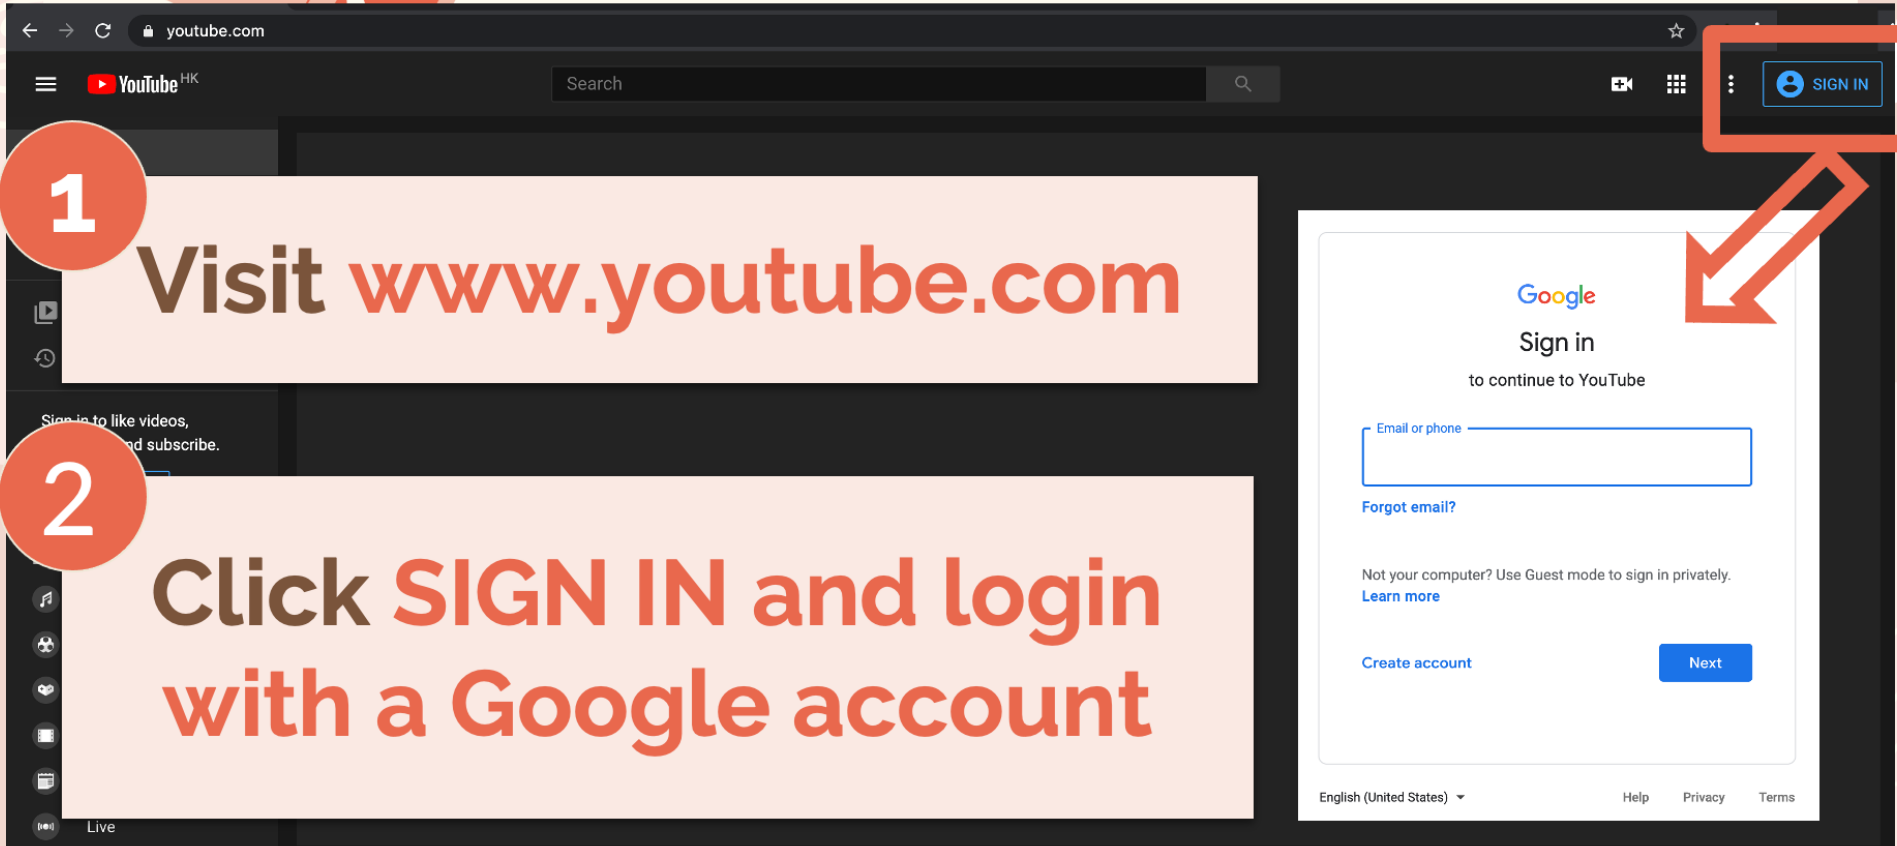 youtube.com
YouTube HK
Search
SIGN IN
1
Visit www.youtube.com
Sign in to like videos,
nd subscribe.
2
Click SIGN IN and login
with a Google account
Live
Google
Sign in
to continue to YouTube
Email or phone
Forgot email?
Not your computer? Use Guest mode to sign in privately.
Learn more
Create account
Next
English (United States)
Help
Privacy
Terms